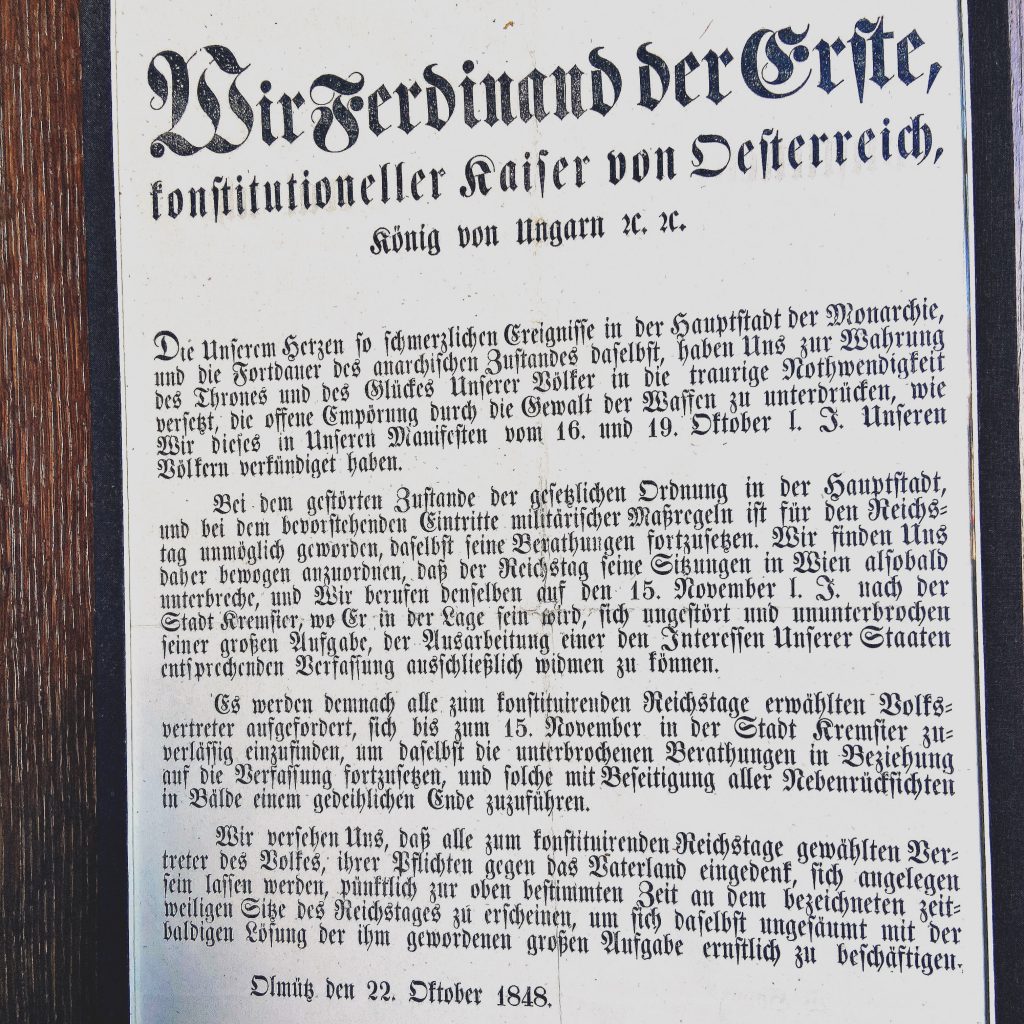 Wir Ferdinand der Erste,
konstitutioneller Kaiser von Oesterreich,
König von Ungarn ꝛc. ꝛc.
Die Unserem Herzen so schmerzlichen Ereignisse in der Hauptstadt der Monarchie,
und die Fortdauer des anarchischen Zustandes daselbst, haben Uns zur Wahrung
des Thrones und des Glückes Unserer Völker in die traurige Nothwendigkeit
versetzt, die offene Empörung durch die Gewalt der Waffen zu unterdrücken, wie
Wir dieses in Unseren Manifesten vom 16. und 19. Oktober l. J. Unseren
Völkern verkündiget haben.
Bei dem gestörten Zustande der gesetzlichen Ordnung in der Hauptstadt,
und bei dem bevorstehenden Eintritte militärischer Maßregeln ist für den Reichs-
tag unmöglich geworden, daselbst seine Berathungen fortzusetzen. Wir finden Uns
daher bewogen anzuordnen, daß der Reichstag seine Sitzungen in Wien alsobald
unterbreche, und Wir berufen denselben auf den 15. November l. J. nach der
Stadt Kremsier, wo Er in der Lage sein wird, sich ungestört und ununterbrochen
seiner großen Aufgabe, der Ausarbeitung einer den Interessen Unserer Staaten
entsprechenden Verfassung ausschließlich widmen zu können.
Es werden demnach alle zum konstituirenden Reichstage erwählten Volks-
vertreter aufgefordert, sich bis zum 15. November in der Stadt Kremsier zu-
verlässig einzufinden, um daselbst die unterbrochenen Berathungen in Beziehung
auf die Verfassung fortzusetzen, und solche mit Beseitigung aller Nebenrücksichten
in Bälde einem gedeihlichen Ende zuzuführen.
Wir versehen Uns, daß alle zum konstituirenden Reichstage gewählten Ver-
treter des Volkes, ihrer Pflichten gegen das Vaterland eingedenk, sich angelegen
sein lassen werden, pünktlich zur oben bestimmten Zeit an dem bezeichneten zeit-
weiligen Sitze des Reichstages zu erscheinen, um sich daselbst ungesäumt mit der
baldigen Lösung der ihm gewordenen großen Aufgabe ernstlich zu beschäftigen.
Olmütz den 22. Oktober 1848.